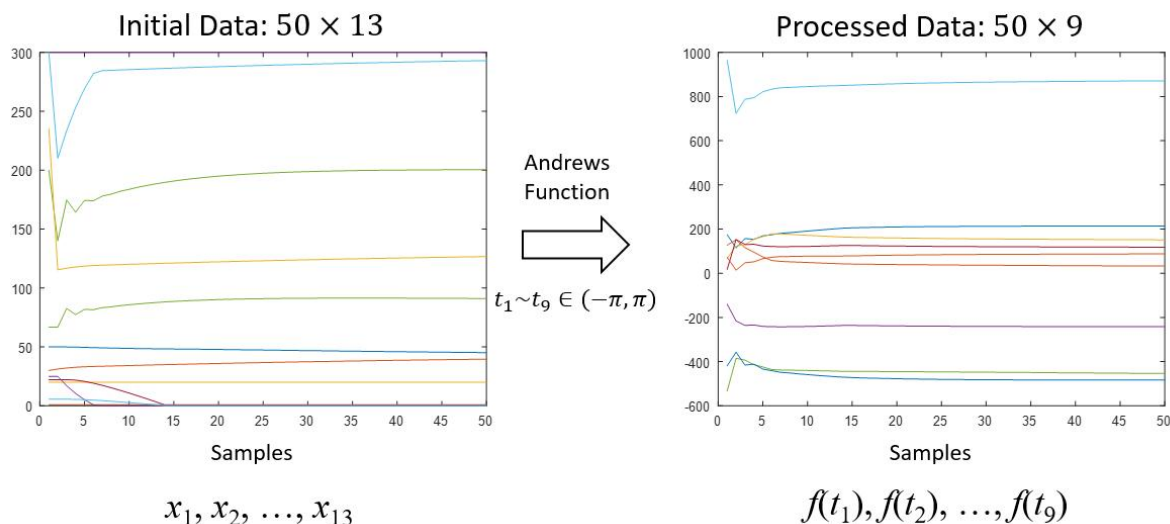 Initial Data: 50 × 13
300
250
200
150
100
50
0
0 5 10 15 20 25 30 35 40 45 50
Samples
x₁, x₂, …, x₁₃
Andrews
Function
t₁~t₉ ∈ (−π, π)
Processed Data: 50 × 9
1000
800
600
400
200
0
-200
-400
-600
0 5 10 15 20 25 30 35 40 45 50
Samples
f(t₁), f(t₂), …, f(t₉)